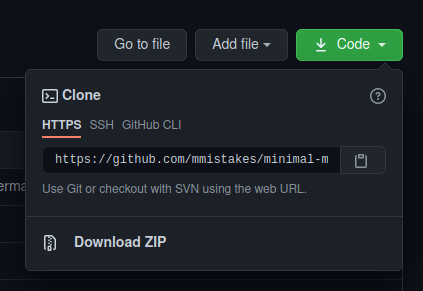 Go to file Add file Code
Clone
HTTPS SSH GitHub CLI
https://github.com/mmistakes/minimal-m
Use Git or checkout with SVN using the web URL.
Download ZIP